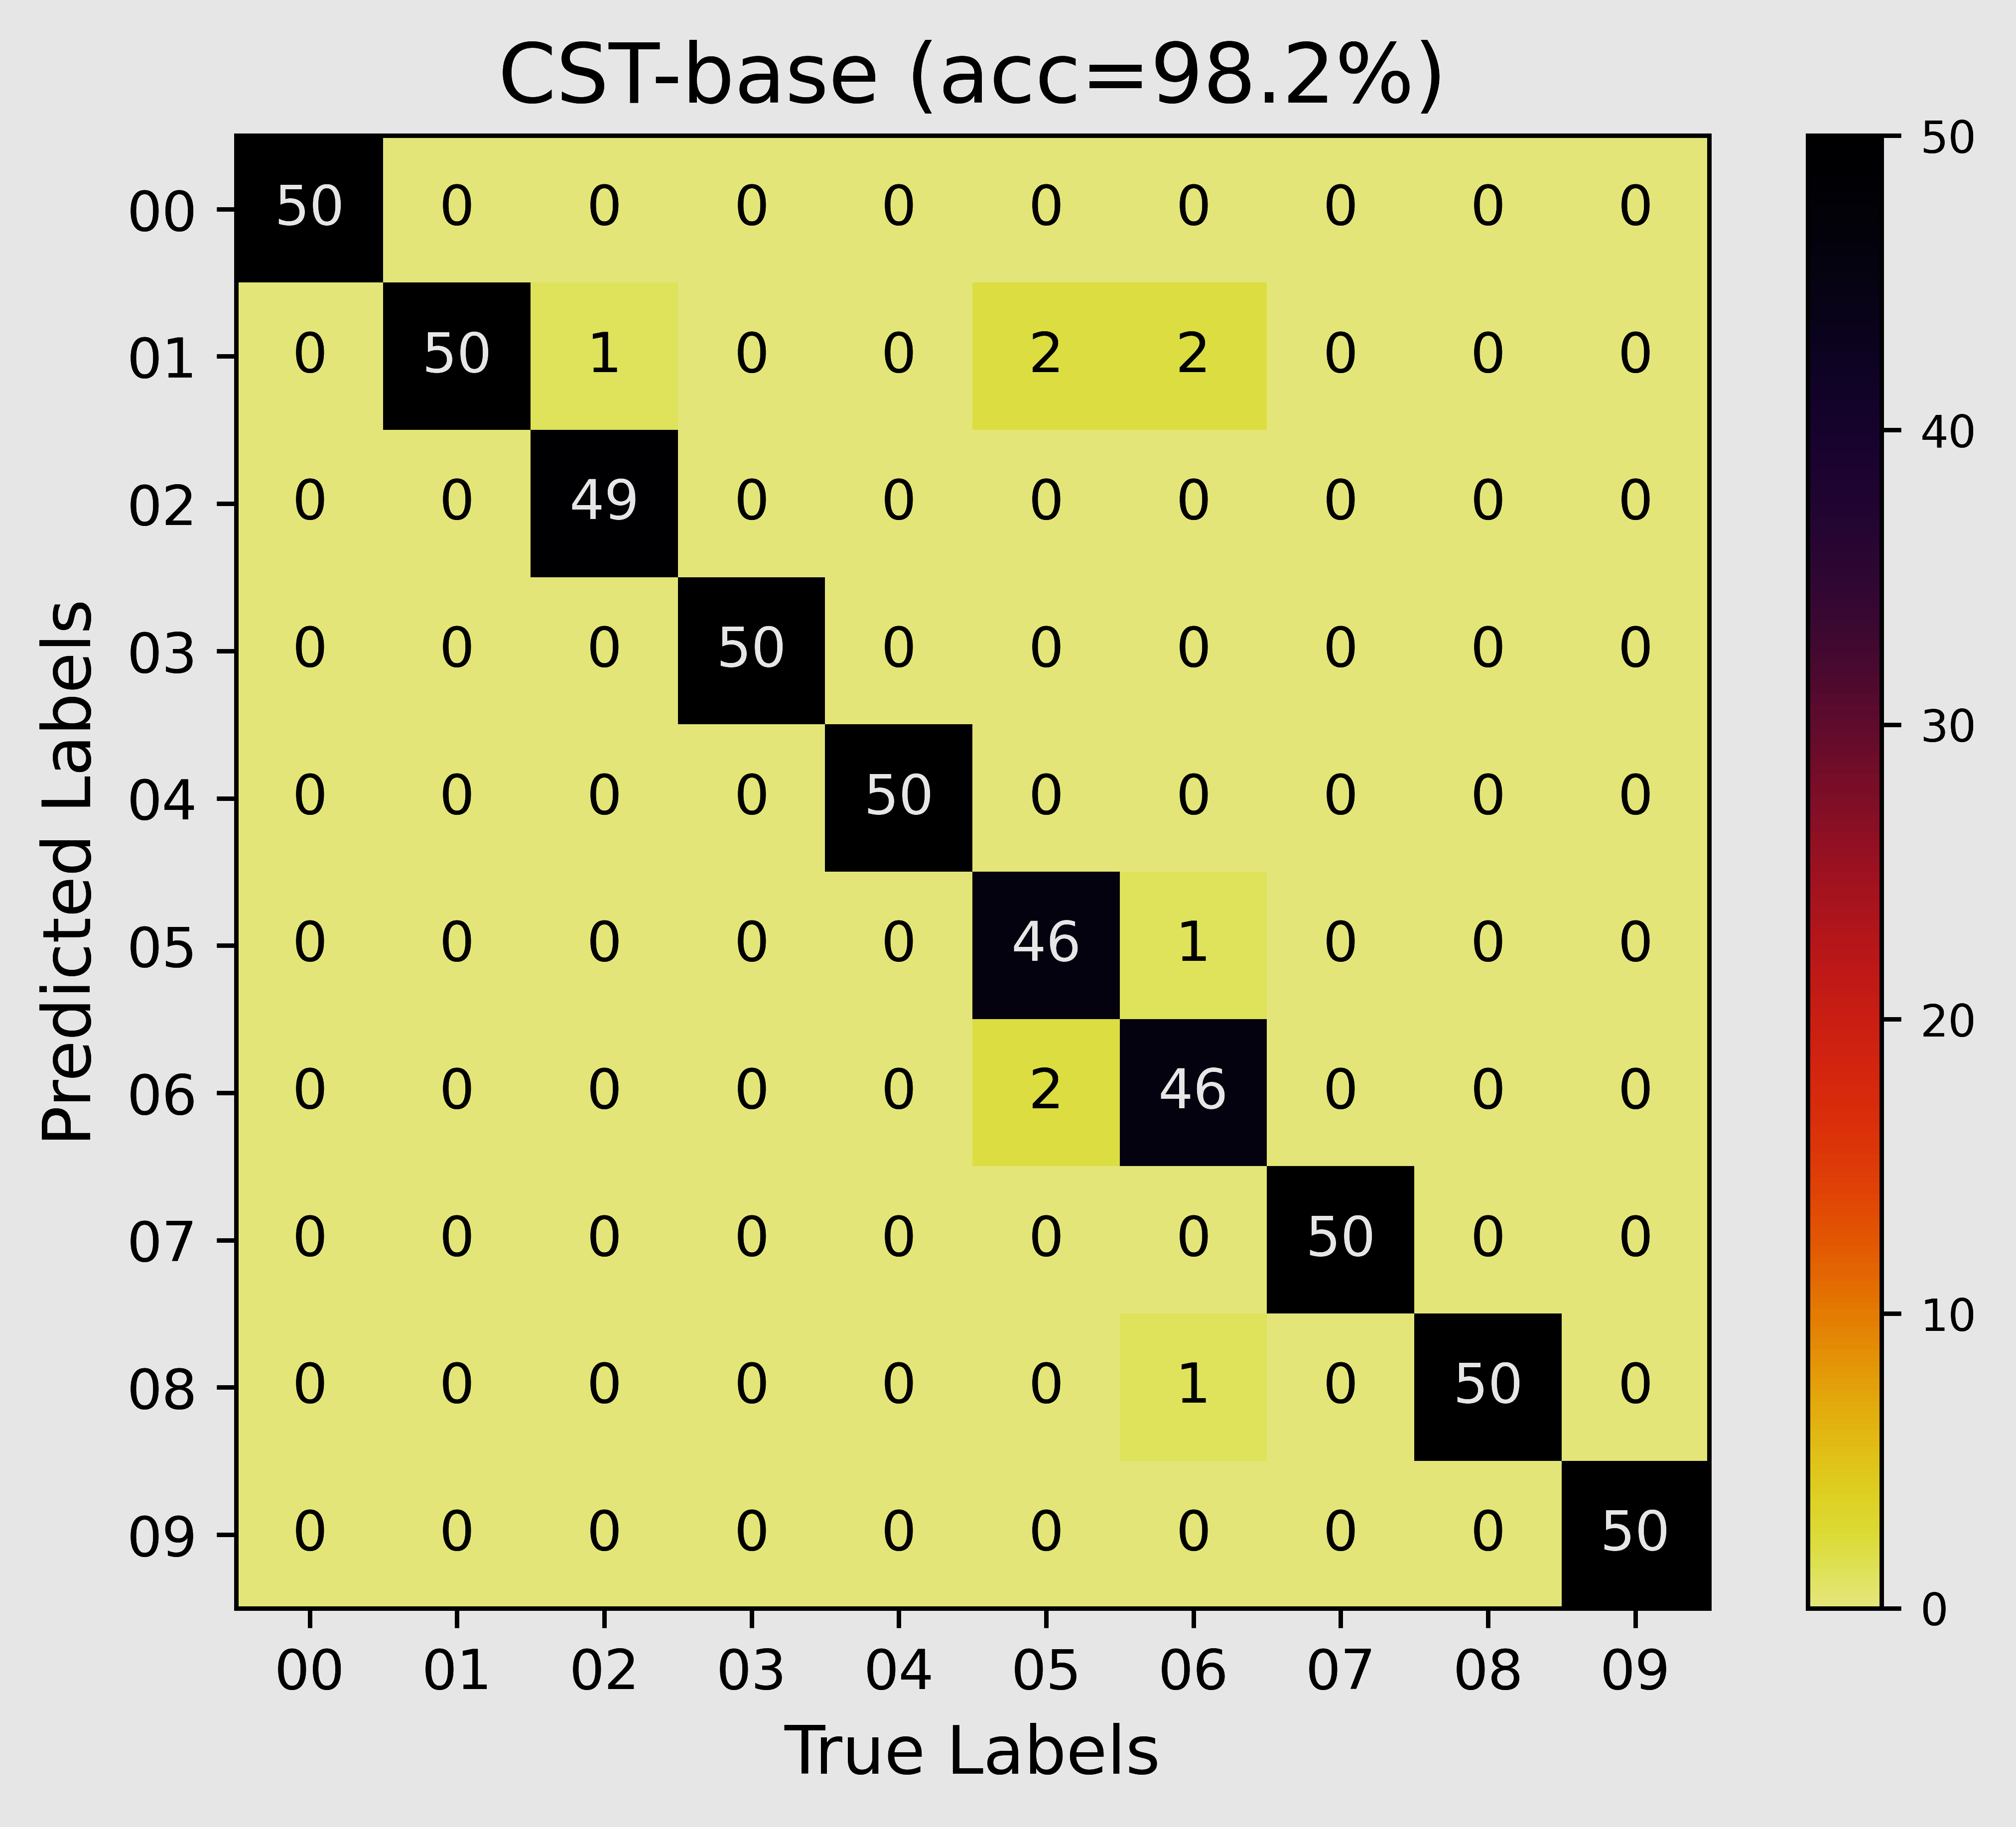 CST-base (acc=98.2%)
50
00 50 0 0 0 0 0 0 0 0 0
01 0 50 1 0 0 2 2 0 0 0
40
02 0 0 49 0 0 0 0 0 0 0
03 0 0 0 50 0 0 0 0 0 0
30
04 0 0 0 0 50 0 0 0 0 0
05 0 0 0 0 0 46 1 0 0 0
20
06 0 0 0 0 0 2 46 0 0 0
07 0 0 0 0 0 0 0 50 0 0
10
08 0 0 0 0 0 0 1 0 50 0
09 0 0 0 0 0 0 0 0 0 50
0
00 01 02 03 04 05 06 07 08 09
True Labels
Predicted Labels